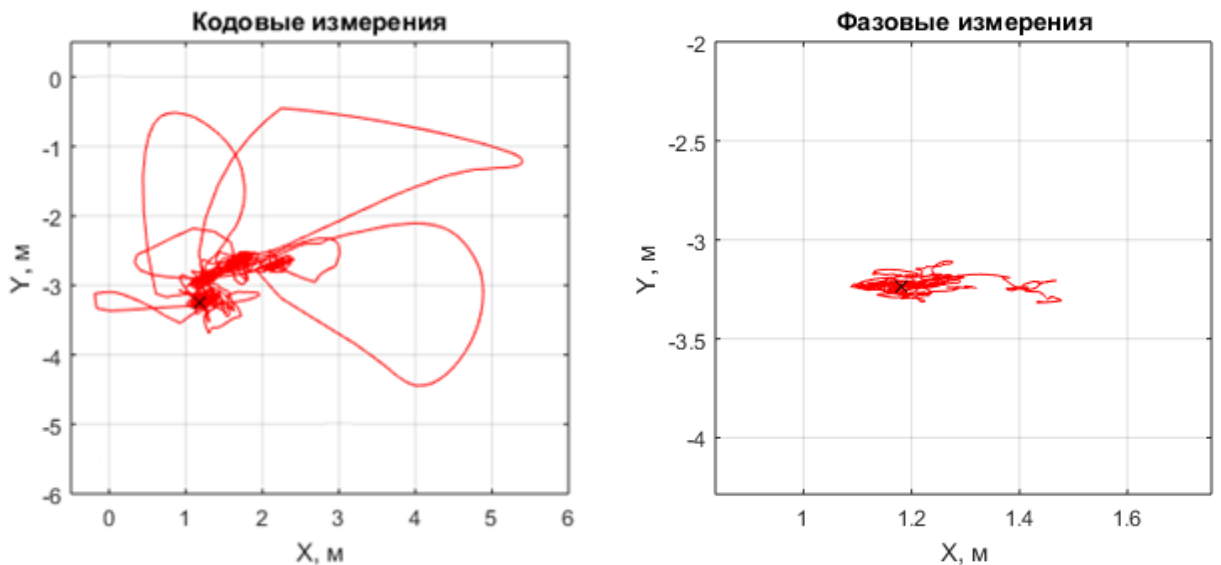 Кодовые измерения
0
-1
-2
-3
-4
-5
-6
Y, м
0 1 2 3 4 5 6
X, м
Фазовые измерения
-2
-2.5
-3
-3.5
-4
Y, м
1 1.2 1.4 1.6
X, м